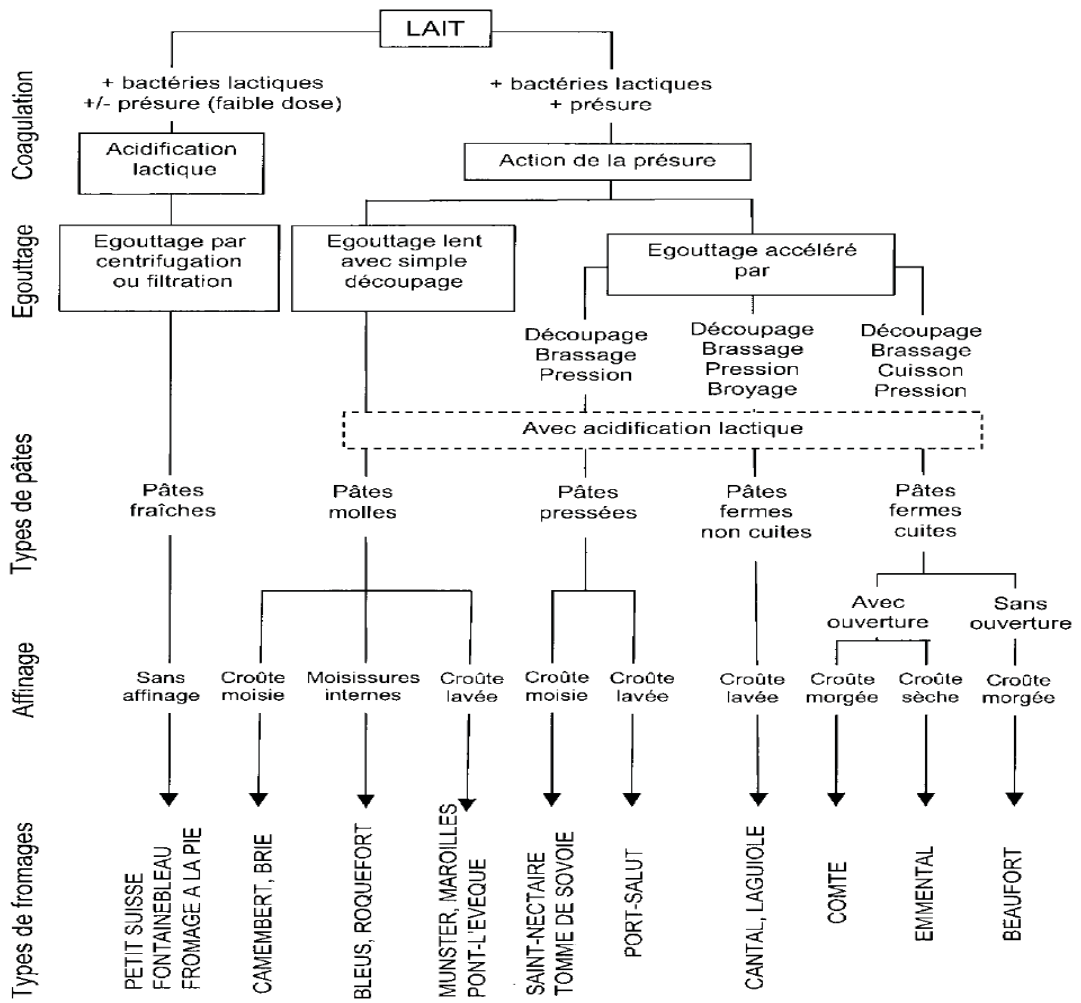 LAIT
+ bactéries lactiques
+/- présure (faible dose)
+ bactéries lactiques
+ présure
Coagulation
Acidification
lactique
Action de la présure
Egouttage
Egouttage par
centrifugation
ou filtration
Egouttage lent
avec simple
découpage
Egouttage accéléré
par
Découpage
Brassage
Pression
Découpage
Brassage
Pression
Broyage
Découpage
Brassage
Cuisson
Pression
Avec acidification lactique
Types de pâtes
Pâtes
fraîches
Pâtes
molles
Pâtes
pressées
Pâtes
fermes
non cuites
Pâtes
fermes
cuites
Avec
ouverture
Sans
ouverture
Affinage
Sans
affinage
Croûte
moisie
Moisissures
internes
Croûte
lavée
Croûte
moisie
Croûte
lavée
Croûte
lavée
Croûte
morgée
Croûte
sèche
Croûte
morgée
Types de fromages
PETIT SUISSE
FONTAINEBLEAU
FROMAGE A LA PIE
CAMEMBERT, BRIE
BLEUS, ROQUEFORT
MUNSTER, MAROILLES
PONT-L'EVEQUE
SAINT-NECTAIRE
TOMME DE SOVOIE
PORT-SALUT
CANTAL, LAGUIOLE
COMTE
EMMENTAL
BEAUFORT